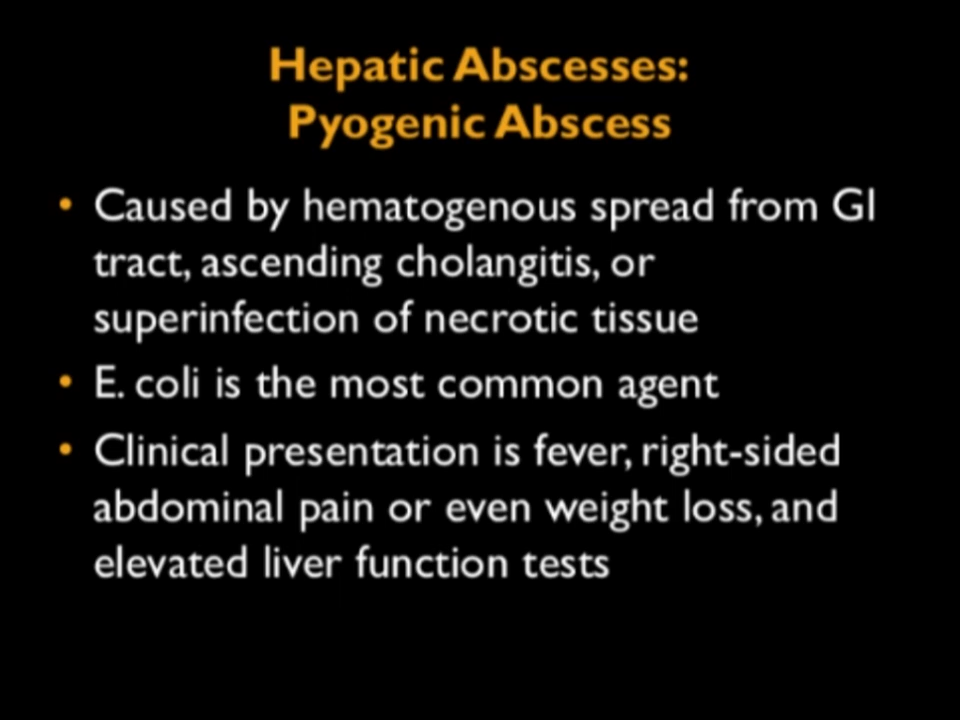 Hepatic Abscesses:
Pyogenic Abscess
• Caused by hematogenous spread from GI
tract, ascending cholangitis, or
superinfection of necrotic tissue
• E. coli is the most common agent
• Clinical presentation is fever, right-sided
abdominal pain or even weight loss, and
elevated liver function tests